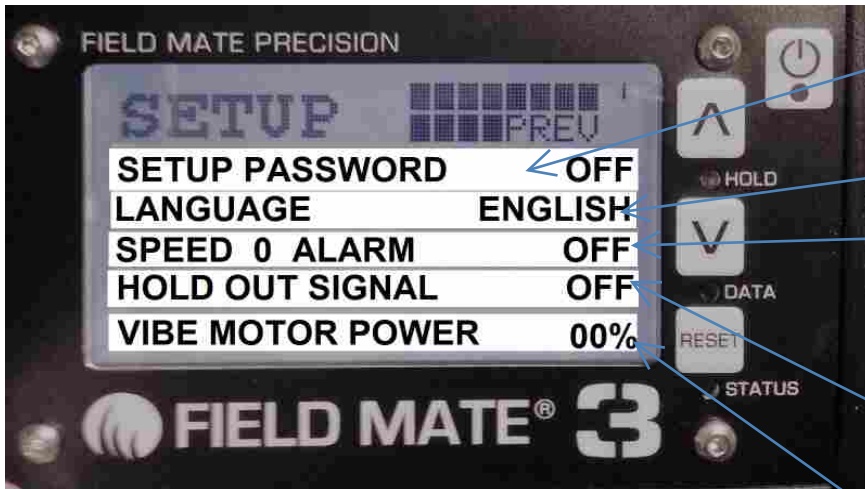 FIELD MATE PRECISION
SETUP
PREV
SETUP PASSWORD OFF
LANGUAGE ENGLISH
SPEED 0 ALARM OFF
HOLD OUT SIGNAL OFF
VIBE MOTOR POWER 00%
HOLD
DATA
RESET
STATUS
FIELD MATE® 3